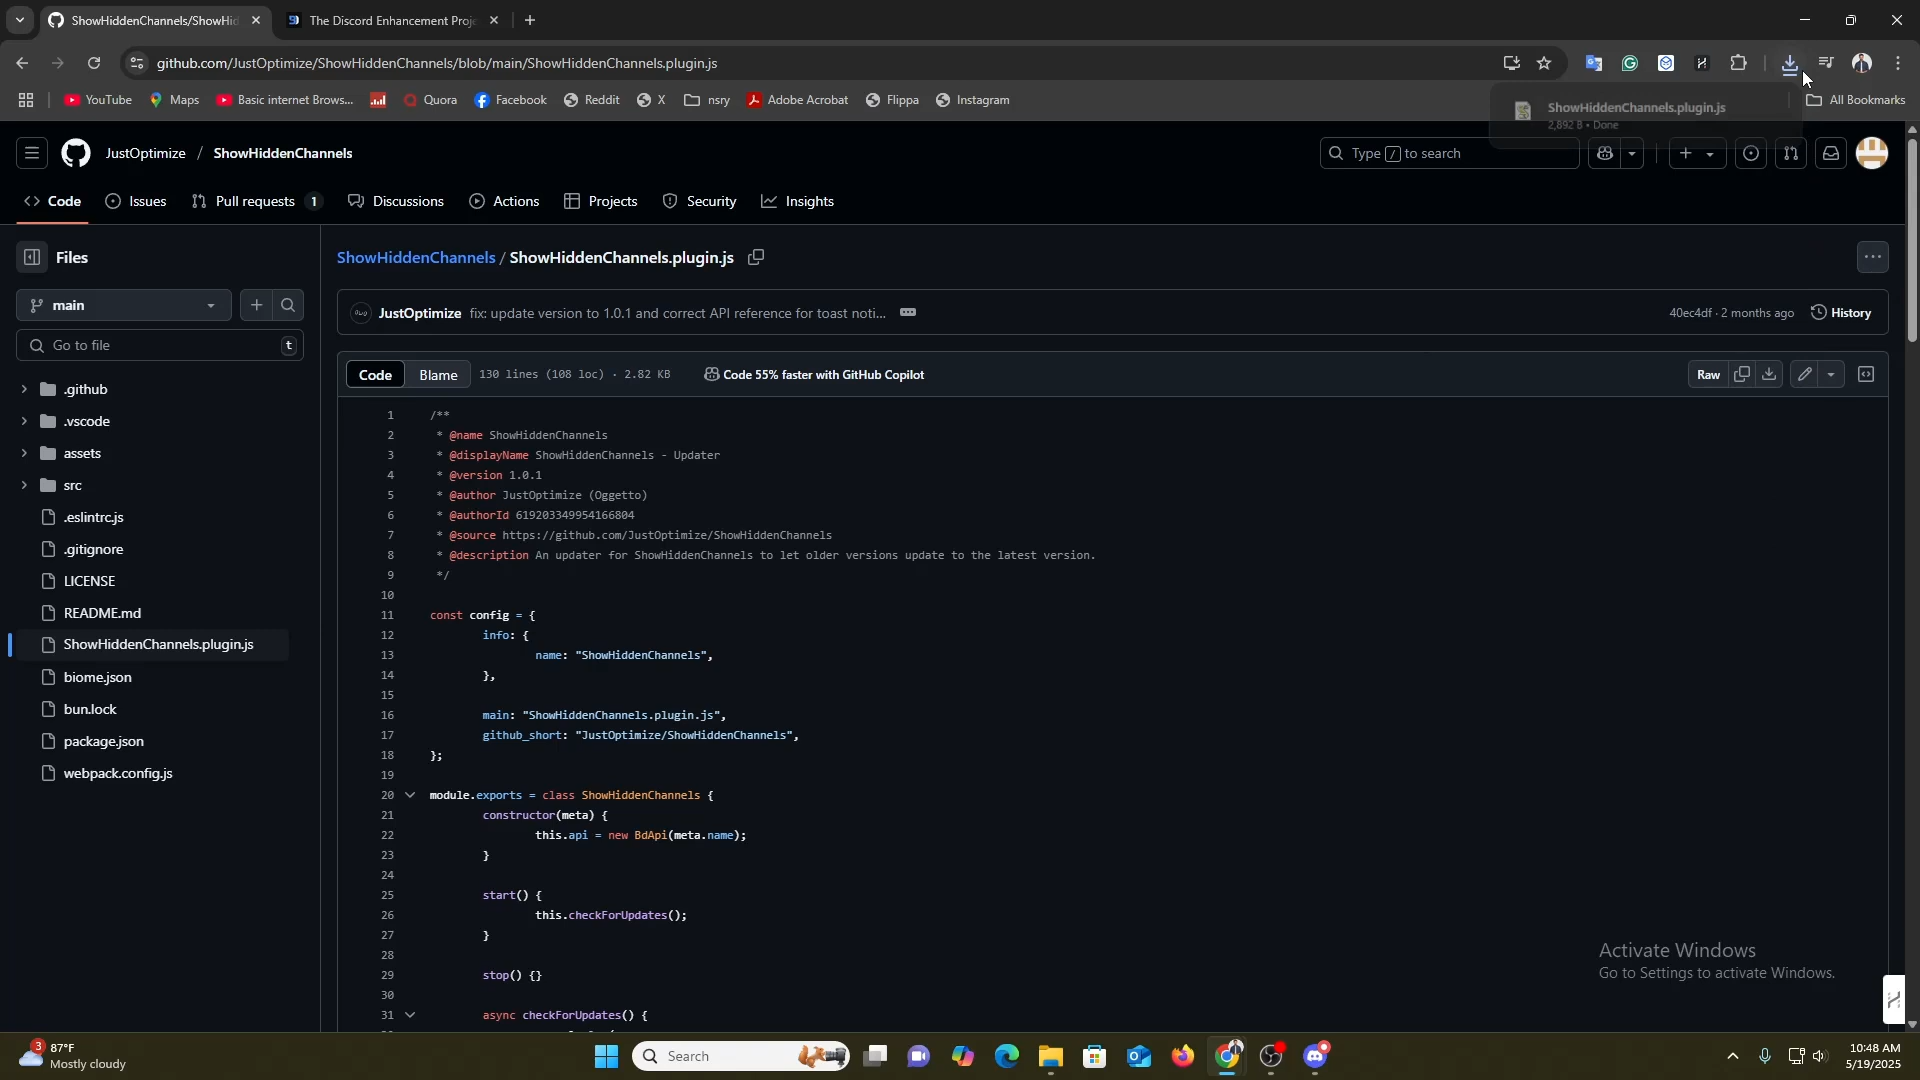 ShowHiddenChannels/ShowHid
The Discord Enhancement Proje
github.com/JustOptimize/ShowHiddenChannels/blob/main/ShowHiddenChannels.plugin.js
YouTube
Maps
Basic internet Brows...
Quora
Facebook
Reddit
X
nsry
Adobe Acrobat
Flippa
Instagram
All Bookmarks
ShowHiddenChannels.plugin.js
2,892 B • Done
JustOptimize / ShowHiddenChannels
Type / to search
Code
Issues
Pull requests 1
Discussions
Actions
Projects
Security
Insights
Files
main
Go to file t
.github
.vscode
assets
src
.eslintrc.js
.gitignore
LICENSE
README.md
ShowHiddenChannels.plugin.js
biome.json
bun.lock
package.json
webpack.config.js
ShowHiddenChannels / ShowHiddenChannels.plugin.js
JustOptimize fix: update version to 1.0.1 and correct API reference for toast noti...
40ec4df · 2 months ago
History
Code Blame 130 lines (108 loc) · 2.82 KB
Code 55% faster with GitHub Copilot
Raw
1 /**
2 * @name ShowHiddenChannels
3 * @displayName ShowHiddenChannels - Updater
4 * @version 1.0.1
5 * @author JustOptimize (Oggetto)
6 * @authorId 619203349954166804
7 * @source https://github.com/JustOptimize/ShowHiddenChannels
8 * @description An updater for ShowHiddenChannels to let older versions update to the latest version.
9 */
10
11 const config = {
12 info: {
13 name: "ShowHiddenChannels",
14 },
15
16 main: "ShowHiddenChannels.plugin.js",
17 github_short: "JustOptimize/ShowHiddenChannels",
18 };
19
20 module.exports = class ShowHiddenChannels {
21 constructor(meta) {
22 this.api = new BdApi(meta.name);
23 }
24
25 start() {
26 this.checkForUpdates();
27 }
28
29 stop() {}
30
31 async checkForUpdates() {
Activate Windows
Go to Settings to activate Windows.
3
87°F
Mostly cloudy
Search
10:48 AM
5/19/2025